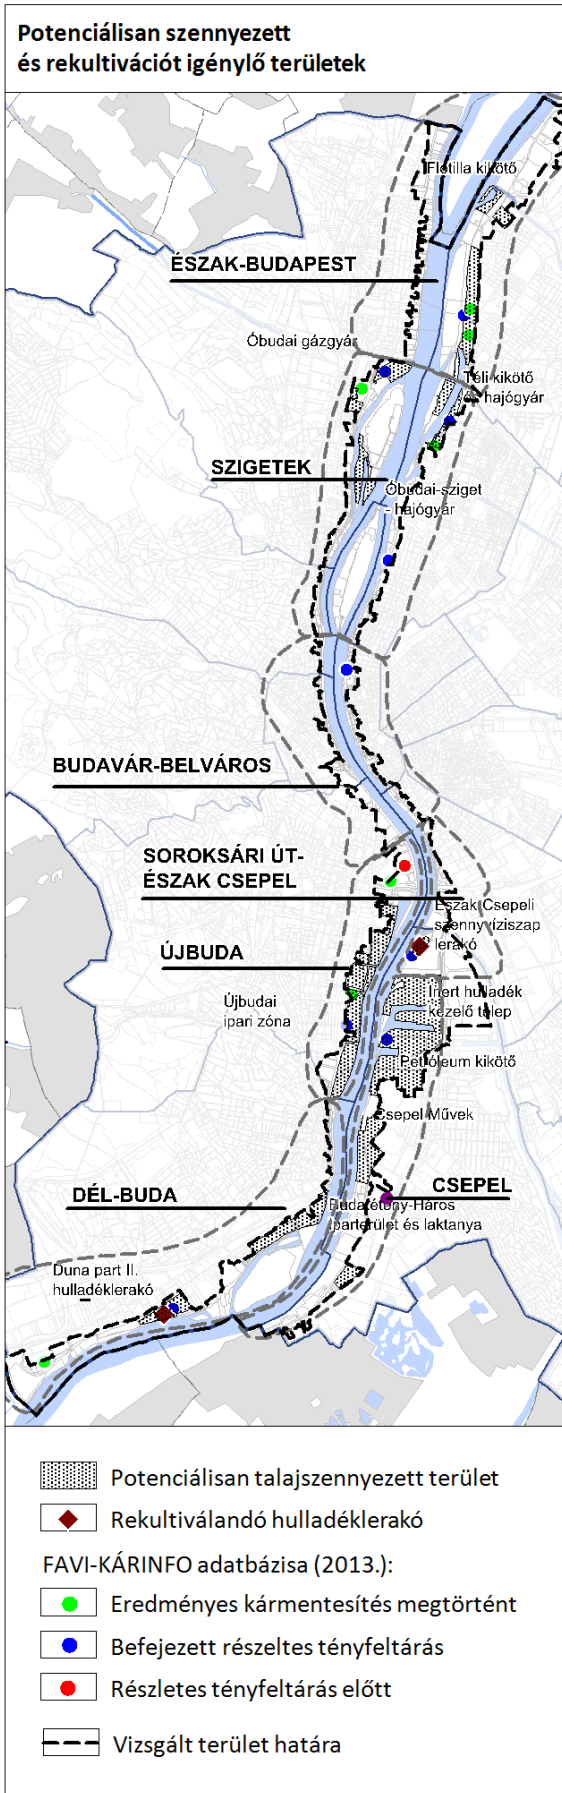 Potenciálisan szennyezett
és rekultivációt igénylő területek
Flotilla kikötő
ÉSZAK-BUDAPEST
Óbudai gázgyár
Téli kikötő
és hajógyár
SZIGETEK
Óbudai-sziget
- hajógyár
BUDAVÁR-BELVÁROS
SOROKSÁRI ÚT-
ÉSZAK CSEPEL
Észak Csepeli
szennyvíziszap
lerakó
ÚJBUDA
Inert hulladék
kezelő telep
Újbudai
ipari zóna
Petróleum kikötő
Csepel Művek
DÉL-BUDA
CSEPEL
Budatétény-Háros
iparterület és laktanya
Duna part II.
hulladéklerakó
Potenciálisan talajszennyezett terület
Rekultiválandó hulladéklerakó
FAVI-KÁRINFO adatbázisa (2013.):
Eredményes kármentesítés megtörtént
Befejezett részeltes tényfeltárás
Részletes tényfeltárás előtt
Vizsgált terület határa